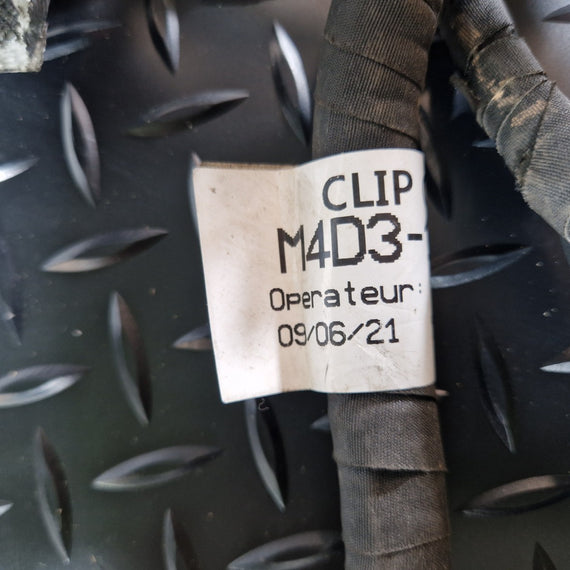 CLIP
M4D3-
Operateur:
09/06/21